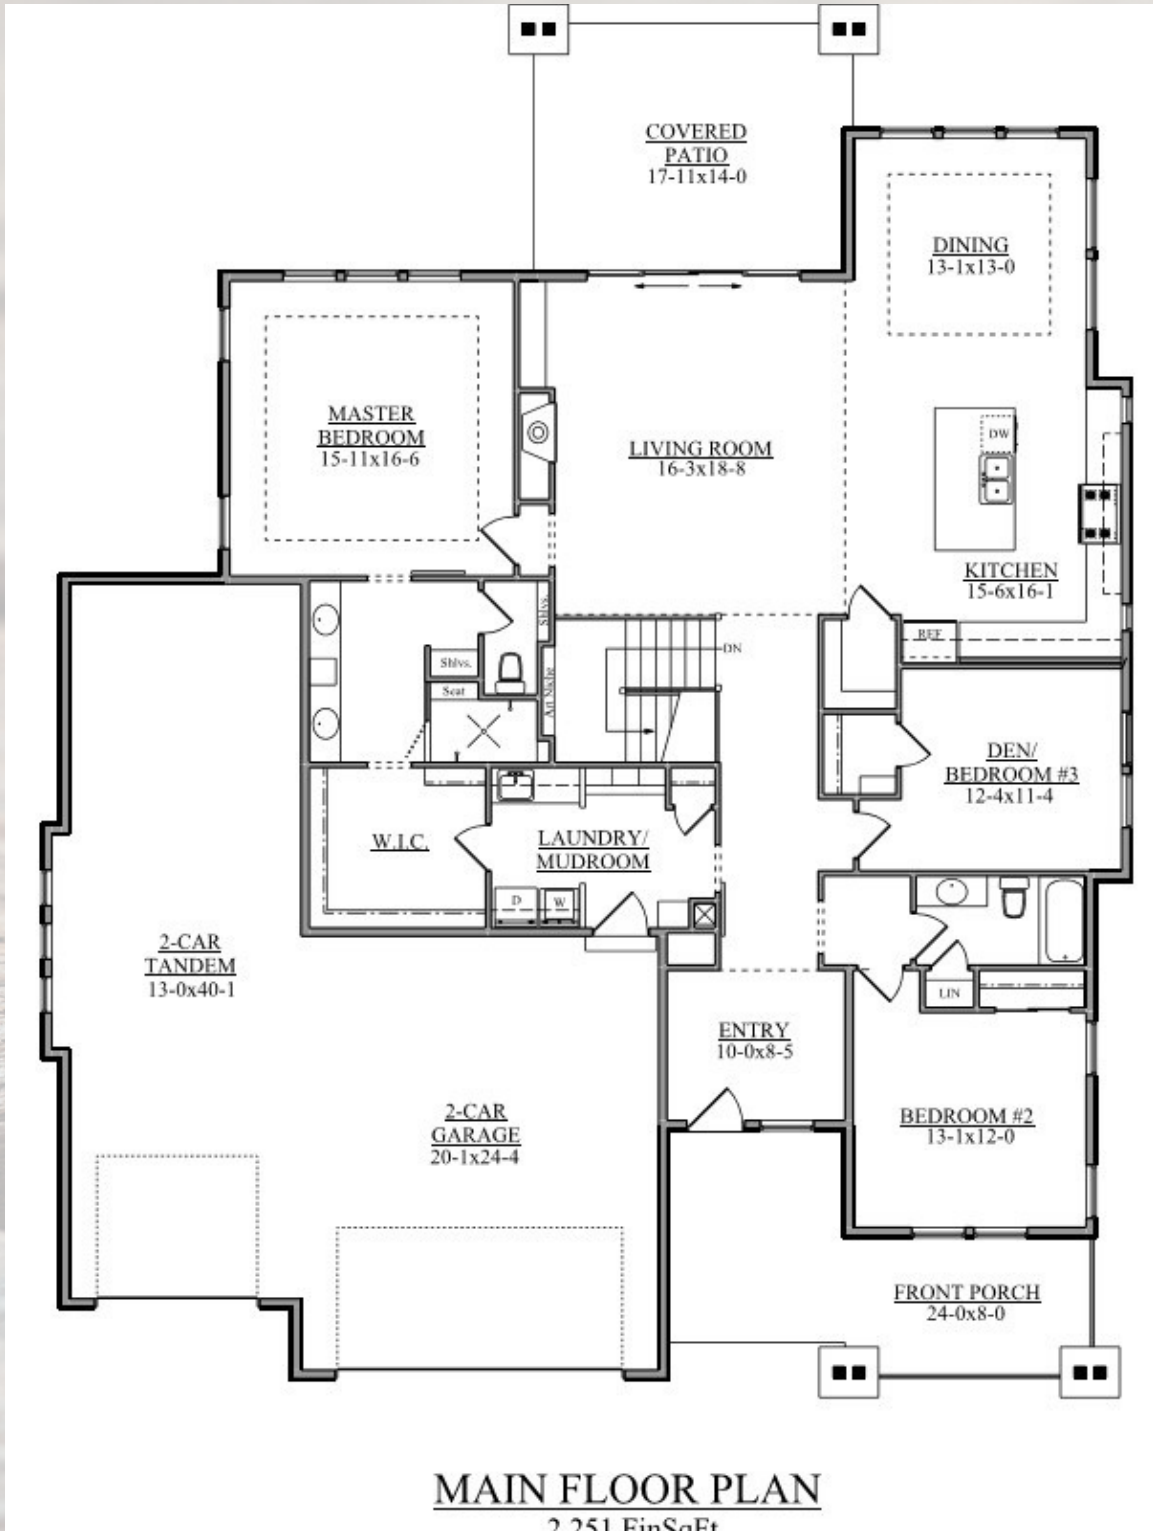 COVERED
PATIO
17-11x14-0
DINING
13-1x13-0
MASTER
BEDROOM
15-11x16-6
LIVING ROOM
16-3x18-8
DW
KITCHEN
15-6x16-1
REF
Shlvs.
Shlvs.
Seat
Art Niche
DN
DEN/
BEDROOM #3
12-4x11-4
W.I.C.
LAUNDRY/
MUDROOM
D
W
2-CAR
TANDEM
13-0x40-1
LIN
ENTRY
10-0x8-5
2-CAR
GARAGE
20-1x24-4
BEDROOM #2
13-1x12-0
FRONT PORCH
24-0x8-0
MAIN FLOOR PLAN
2,251 FinSqFt